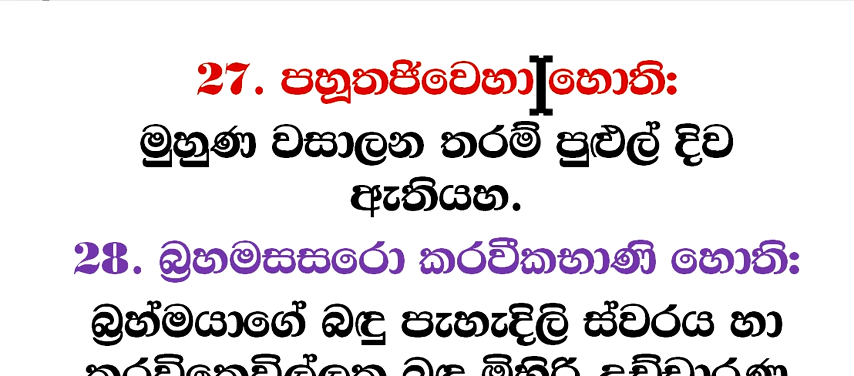 27. පහූතජිවෙහා හොති:
මුහුණ වසාලන තරම් පුළුල් දිව
ඇතියහ.
28. බ්‍රහමසසරො කරවීකභාණි හොති:
බ්‍රහ්මයාගේ බඳු පැහැදිලි ස්වරය හා